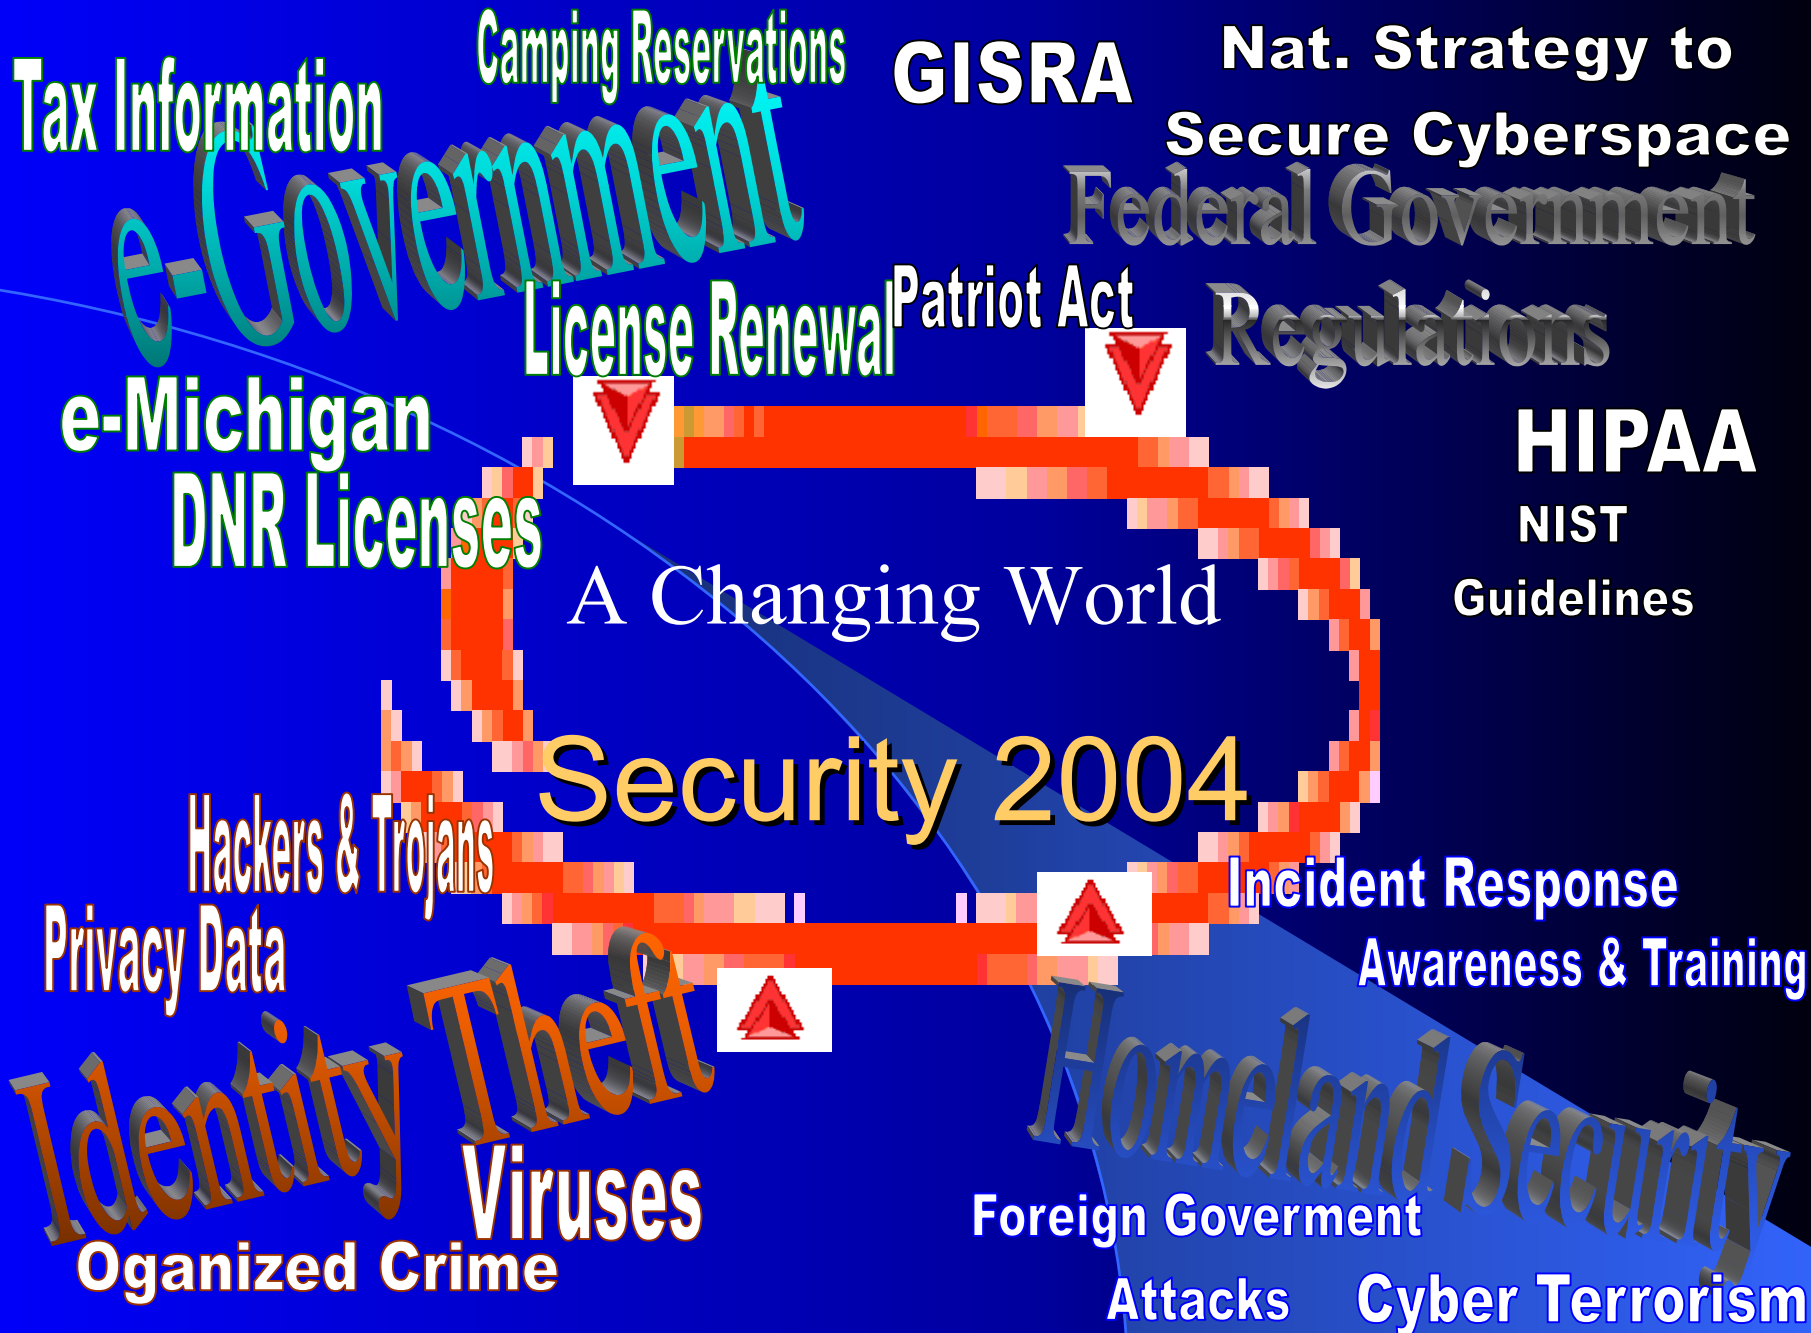 Camping Reservations
Tax Information
e-Government
License Renewal
e-Michigan
DNR Licenses
GISRA
Nat. Strategy to
Secure Cyberspace
Federal Government
Regulations
Patriot Act
HIPAA
NIST
Guidelines
A Changing World
Security 2004
Hackers & Trojans
Privacy Data
Identity Theft
Viruses
Oganized Crime
Incident Response
Awareness & Training
Homeland Security
Foreign Goverment
Attacks
Cyber Terrorism